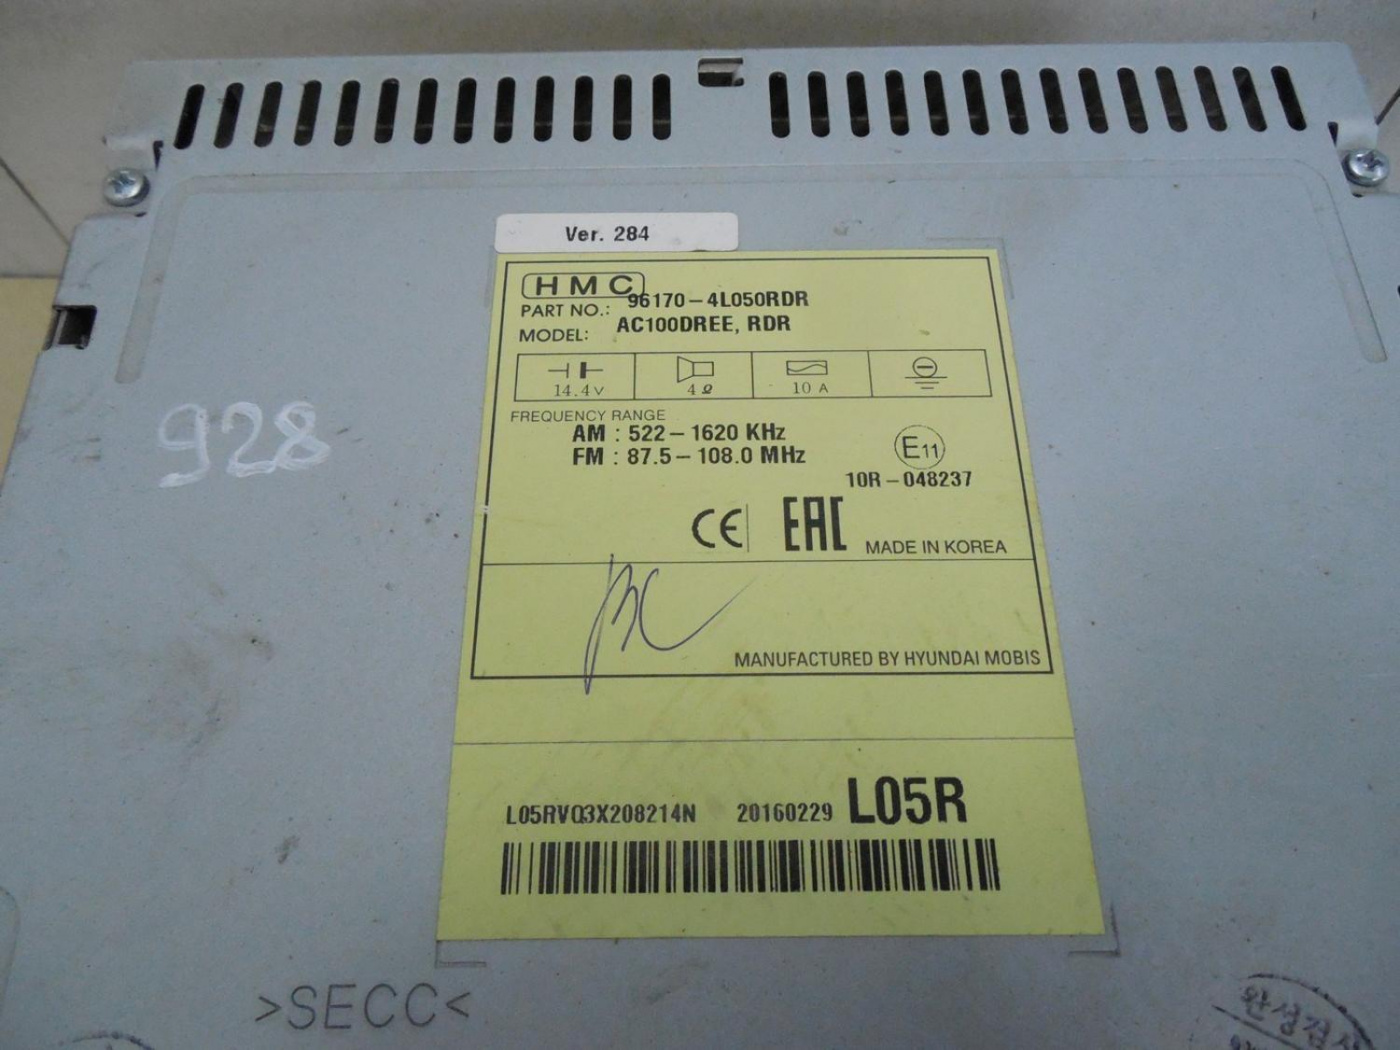 Ver. 284
HMC
PART NO.: 96170-4L050RDR
MODEL: AC100DREE, RDR
14.4V 4Ω 10 A
FREQUENCY RANGE
AM : 522-1620 KHz
FM : 87.5-108.0 MHz
E11
10R-048237
CE EAC MADE IN KOREA
MANUFACTURED BY HYUNDAI MOBIS
L05RVQ3X208214N 20160229 L05R
928
>SECC<